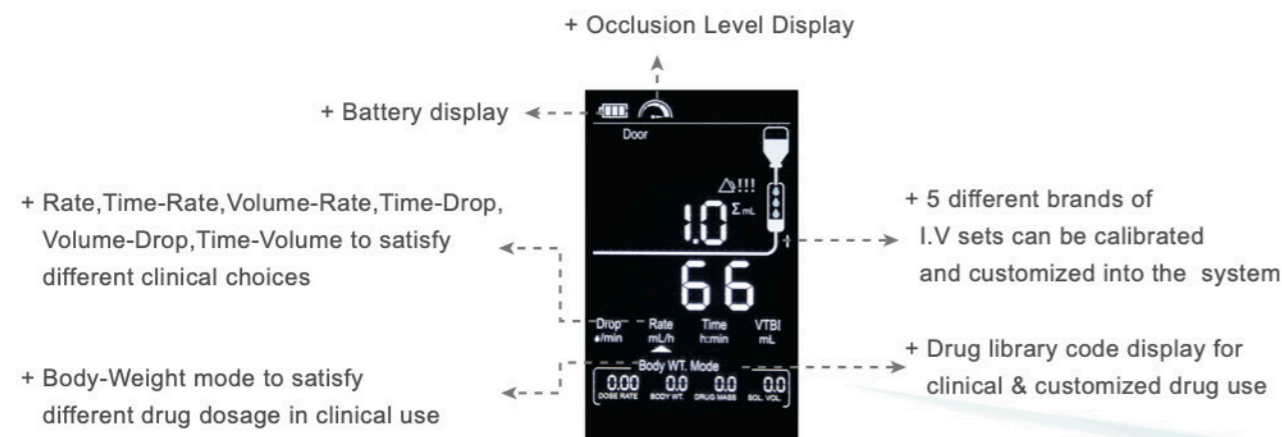 + Occlusion Level Display
+ Battery display
+ Rate,Time-Rate,Volume-Rate,Time-Drop,
Volume-Drop,Time-Volume to satisfy
different clinical choices
+ Body-Weight mode to satisfy
different drug dosage in clinical use
Door
!!!
1.0 Σ mL
66
Drop Rate Time VTBI
/min mL/h h:min mL
Body WT. Mode
0.00 0.0 0.0 0.0
DOSE RATE BODY WT. DRUG MASS SOL. VOL.
+ 5 different brands of
I.V sets can be calibrated
and customized into the system
+ Drug library code display for
clinical & customized drug use